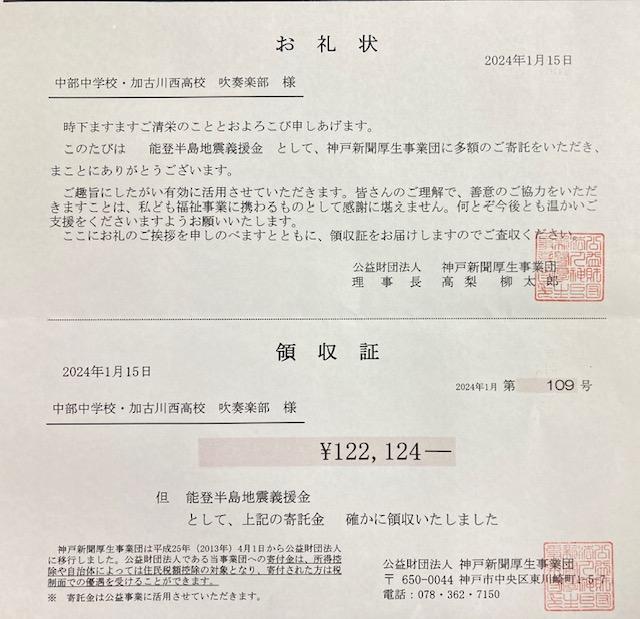 お礼状
2024年1月15日
中部中学校・加古川西高校 吹奏楽部 様
時下ますますご清栄のこととおよろこび申しあげます。
このたびは 能登半島地震義援金 として、神戸新聞厚生事業団に多額のご寄託をいただき、
まことにありがとうございます。
ご趣旨にしたがい有効に活用させていただきます。皆さんのご理解で、善意のご協力をいただ
きますことは、私ども福祉事業に携わるものとして感謝に堪えません。何とぞ今後とも温かいご
支援をくださいますようお願いいたします。
ここにお礼のご挨拶を申しのべますとともに、領収証をお届けしますのでご査収ください。
公益財団法人 神戸新聞厚生事業団
理事長 高梨 柳太郎
領収証
2024年1月15日
2024年1月 第 109 号
中部中学校・加古川西高校 吹奏楽部 様
¥122,124―
但 能登半島地震義援金
として、上記の寄託金 確かに領収いたしました
神戸新聞厚生事業団は平成25年（2013年）4月1日から公益財団法人
に移行しました。公益財団法人である当事業団への寄付金は、所得控
除や自治体によっては住民税額控除の対象となり、寄付された方は税
制面での優遇を受けることができます。
※ 寄託金は公益事業に活用させていただきます。
公益財団法人 神戸新聞厚生事業団
〒 650-0044 神戸市中央区東川崎町1-5-7
電話：078・362・7150